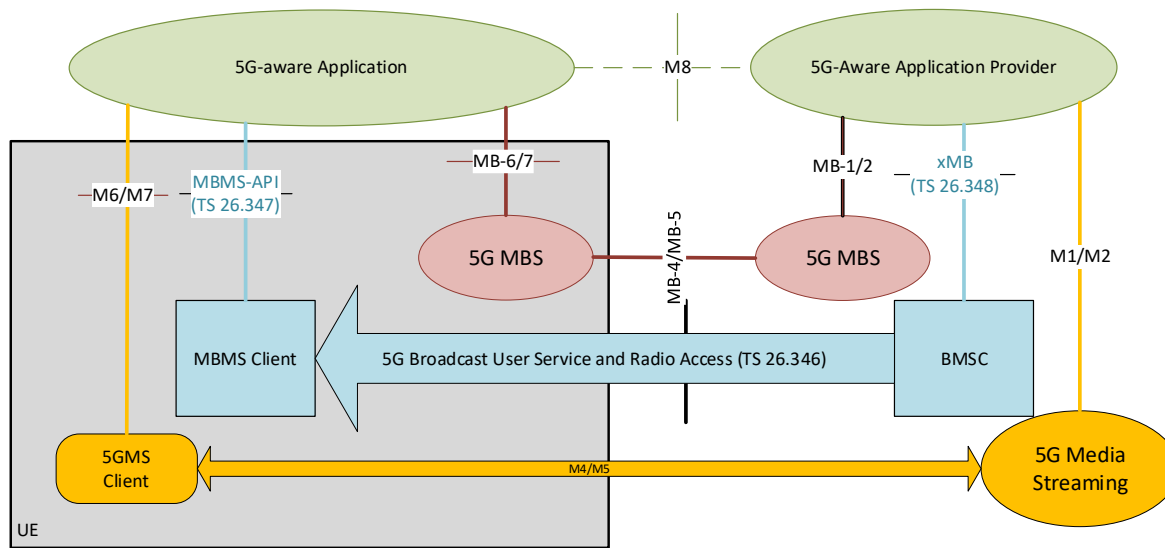 5G-aware Application
M8
5G-Aware Application Provider
M6/M7
MBMS-API
(TS 26.347)
MB-6/7
MB-1/2
xMB
(TS 26.348)
5G MBS
MB-4/MB-5
5G MBS
M1/M2
MBMS Client
5G Broadcast User Service and Radio Access (TS 26.346)
BMSC
5GMS
Client
M4/M5
5G Media
Streaming
UE